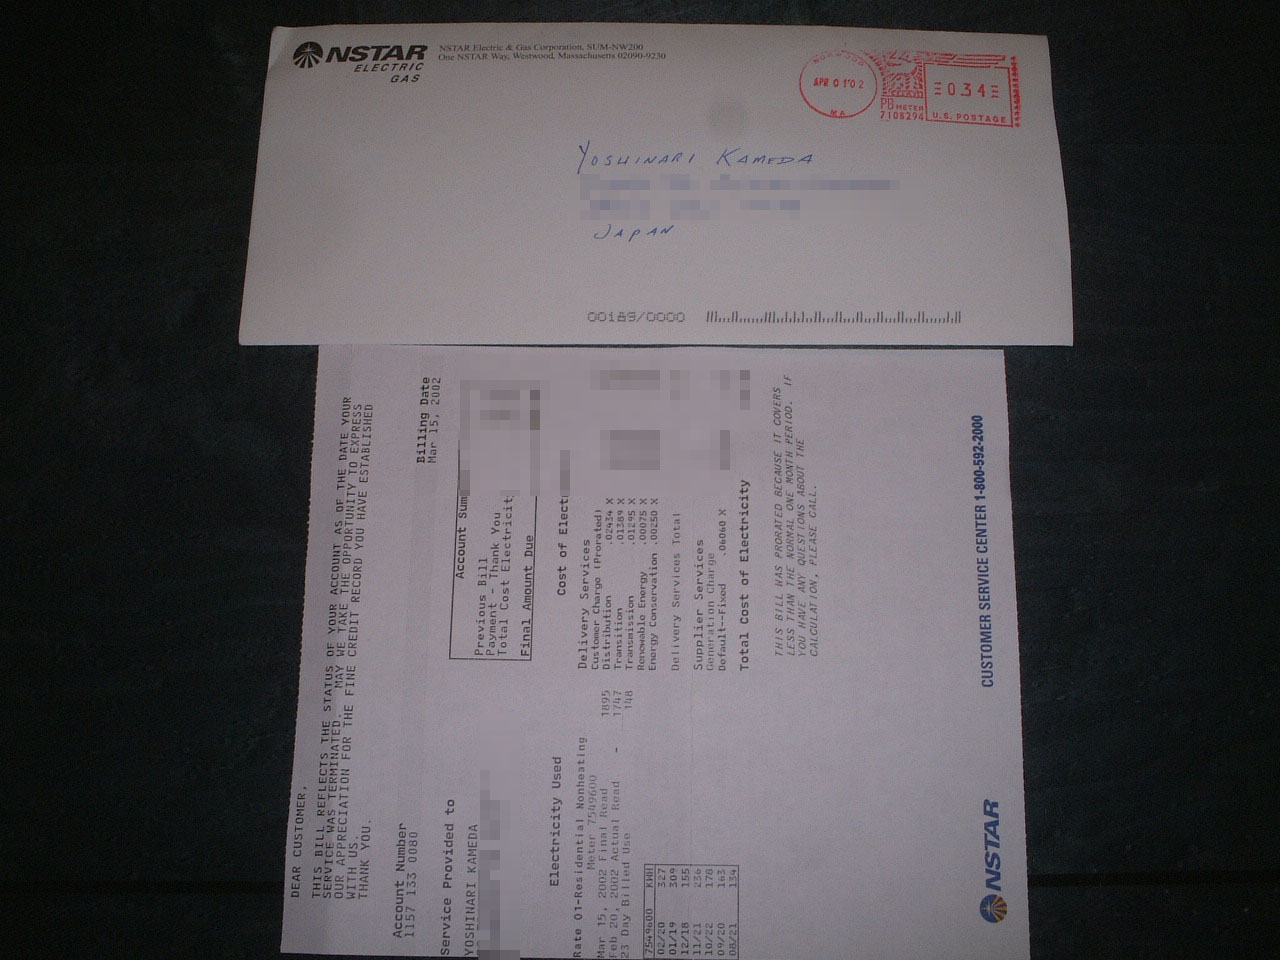 NSTAR
ELECTRIC
GAS
NSTAR Electric & Gas Corporation, SUM-NW200
One NSTAR Way, Westwood, Massachusetts 02090-9230
NORWOOD
APR 01 '02
MA
PB METER
7108294
0.34
U.S. POSTAGE
YOSHINARI KAMEDA
JAPAN
00189/0000
DEAR CUSTOMER,
THIS BILL REFLECTS THE STATUS OF YOUR ACCOUNT AS OF THE DATE YOUR
SERVICE WAS TERMINATED. MAY WE TAKE THE OPPORTUNITY TO EXPRESS
OUR APPRECIATION FOR THE FINE CREDIT RECORD YOU HAVE ESTABLISHED
WITH US.
THANK YOU.
Account Number
1157 133 0080
Billing Date
Mar 15, 2002
Service Provided to
YOSHINARI KAMEDA
Account Sum
Previous Bill
Payment - Thank You
Total Cost Electricit
Final Amount Due
Electricity Used
Rate 01-Residential Nonheating
Meter 7549600
Mar 15, 2002 Final Read 1895
Feb 20, 2002 Actual Read - 1747
23 Day Billed Use 148
7549600 KWH
02/20 327
01/19 309
12/18 155
11/21 236
10/22 178
09/20 163
08/21 134
Cost of Elect
Delivery Services
Customer Charge (Prorated)
Distribution .02434 X
Transition .01389 X
Transmission .01295 X
Renewable Energy .00075 X
Energy Conservation .00250 X
Delivery Services Total
Supplier Services
Generation Charge
Default--Fixed .06060 X
Total Cost of Electricity
THIS BILL HAS PRORATED BECAUSE IT COVERS
LESS THAN THE NORMAL ONE MONTH PERIOD. IF
YOU HAVE ANY QUESTIONS ABOUT THE
CALCULATION, PLEASE CALL.
NSTAR
CUSTOMER SERVICE CENTER 1-800-592-2000